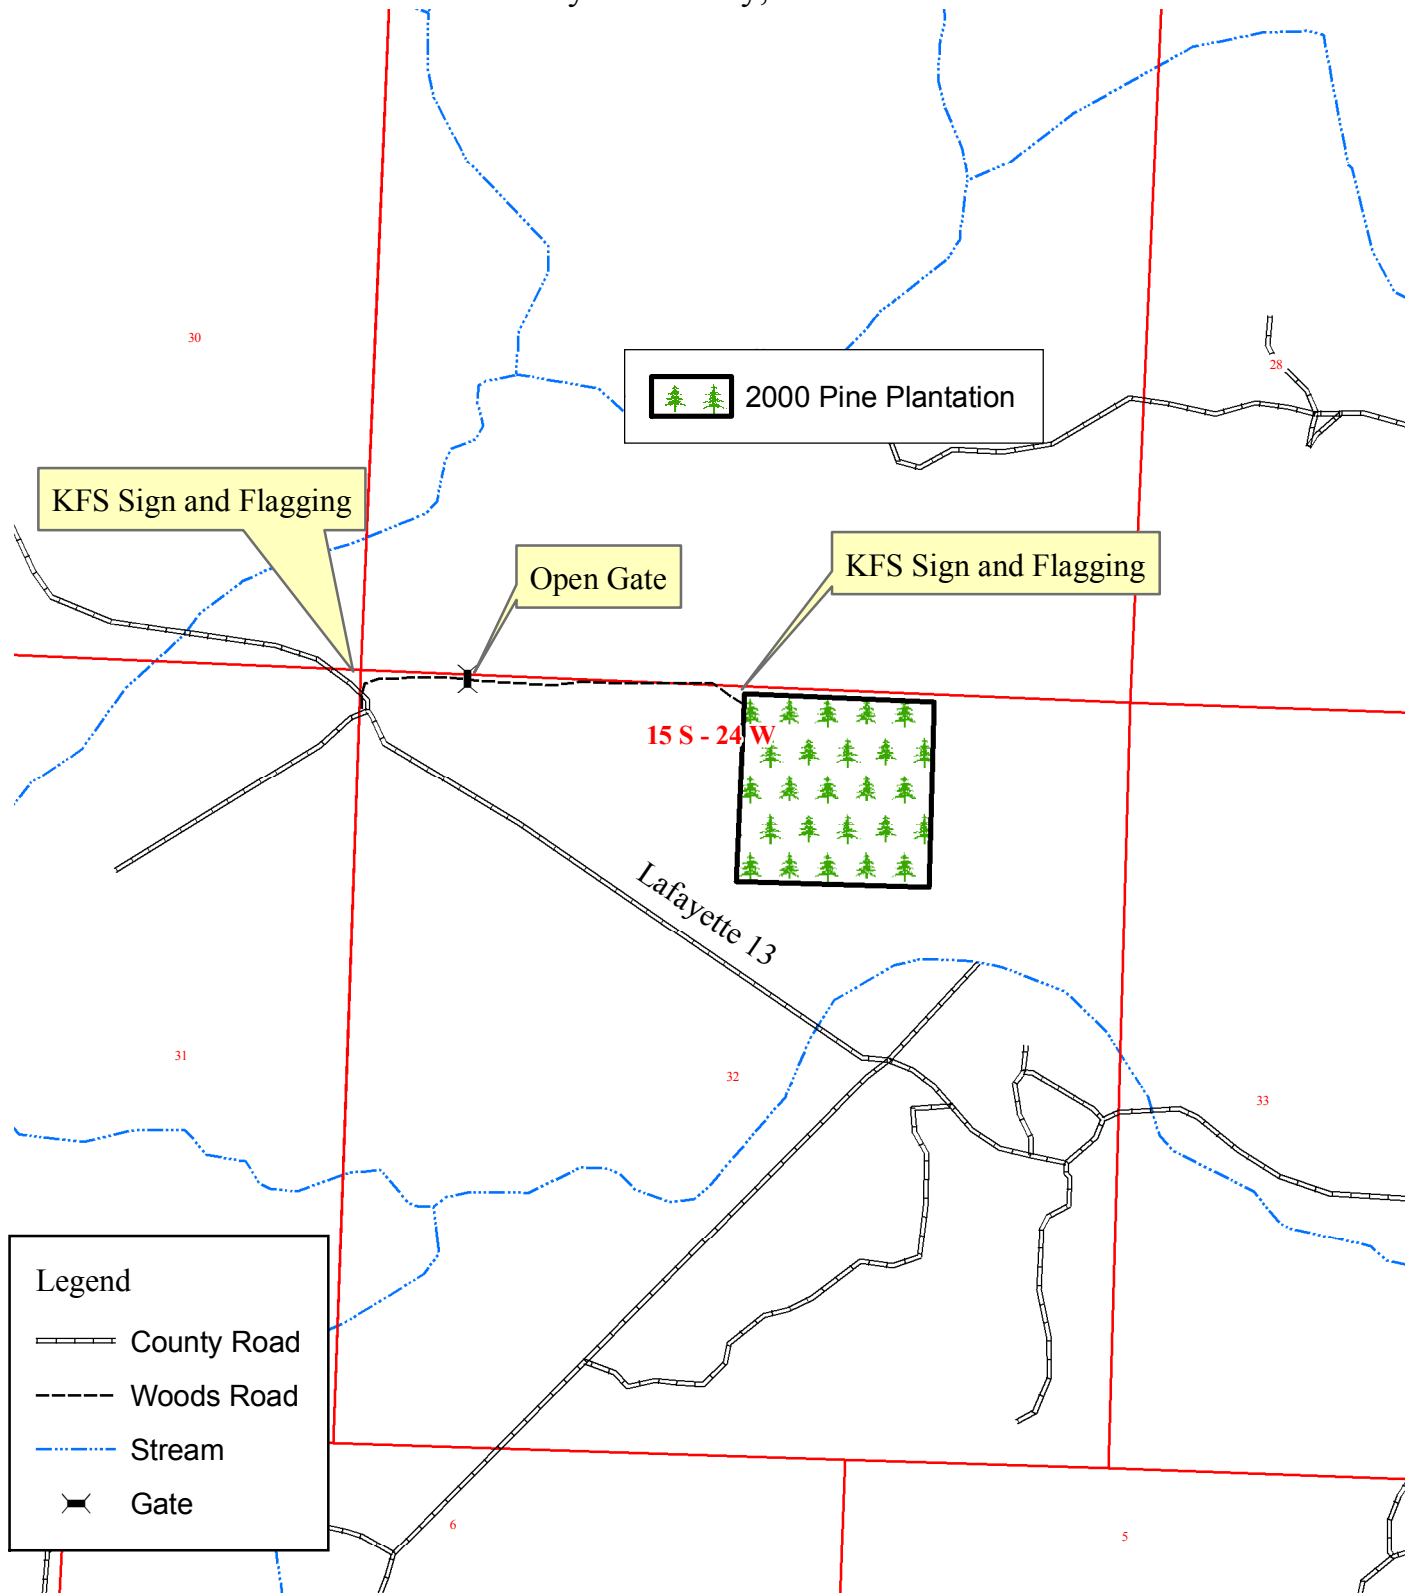 30
28
2000 Pine Plantation
KFS Sign and Flagging
Open Gate
KFS Sign and Flagging
15 S - 24 W
Lafayette 13
31
32
33
Legend
County Road
Woods Road
Stream
Gate
6
5